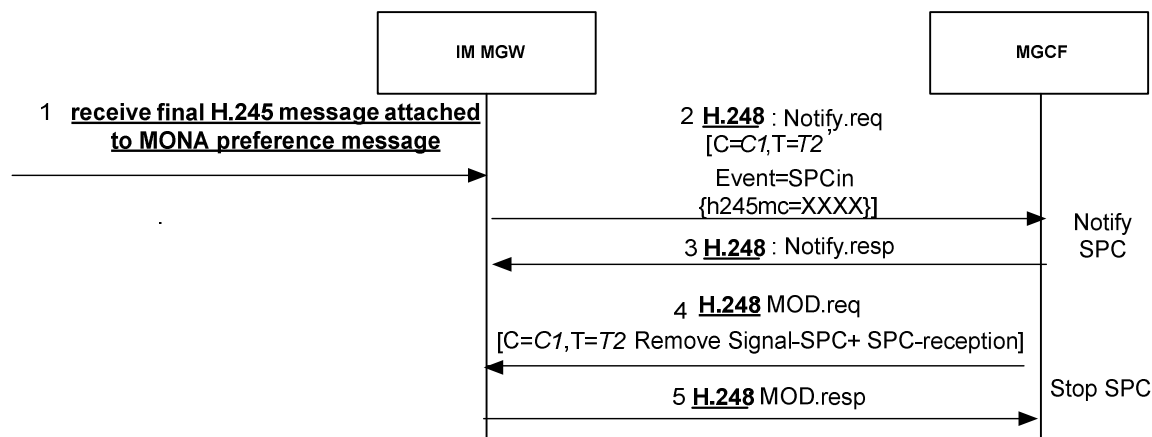 IM MGW
MGCF
1 receive final H.245 message attached
to MONA preference message
2 H.248 : Notify.req
[C=C1,T=T2,
Event=SPCin
{h245mc=XXXX}]
Notify
SPC
3 H.248 : Notify.resp
4 H.248 MOD.req
[C=C1,T=T2 Remove Signal-SPC+ SPC-reception]
Stop SPC
5 H.248 MOD.resp